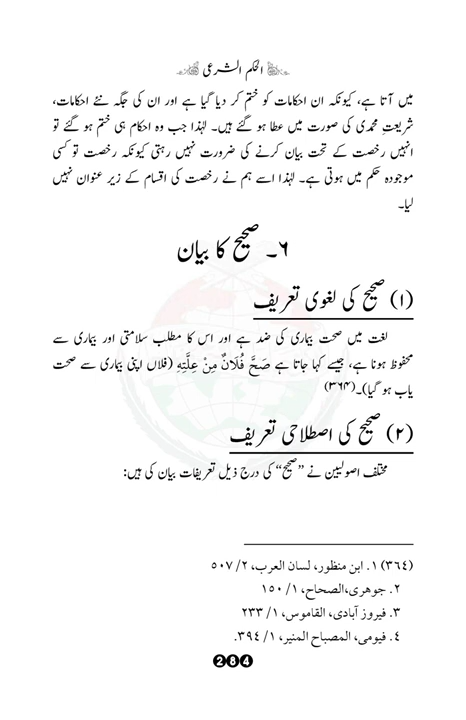 الحکم الشرعی
میں آتا ہے، کیونکہ ان احکامات کو ختم کر دیا گیا ہے اور ان کی جگہ نئے احکامات،
شریعتِ محمدی کی صورت میں عطا ہو گئے ہیں۔ لہٰذا جب وہ احکام ہی ختم ہو گئے تو
انہیں رخصت کے تحت بیان کرنے کی ضرورت نہیں رہتی کیونکہ رخصت تو کسی
موجودہ حکم میں ہوتی ہے۔ لہٰذا اسے ہم نے رخصت کی اقسام کے زیر عنوان نہیں
لیا۔
۶۔ صحیح کا بیان
(۱) صحیح کی لغوی تعریف
لغت میں صحت بیماری کی ضد ہے اور اس کا مطلب سلامتی اور بیماری سے
محفوظ ہونا ہے، جیسے کہا جاتا ہے صَحَّ فُلَانٌ مِنْ عِلَّتِهِ (فلاں اپنی بیماری سے صحت
یاب ہو گیا)۔(۳۶۴)
(۲) صحیح کی اصطلاحی تعریف
مختلف اصولیین نے ”صحیح“ کی درج ذیل تعریفات بیان کی ہیں:
(٣٦٤) ١. ابن منظور، لسان العرب، ٢/ ٥٠٧
٢. جوهری،الصحاح، ١/ ١٥٠
٣. فیروز آبادی، القاموس، ١/ ٢٣٣
٤. فیومی، المصباح المنیر، ١/ ٣٩٤.
284